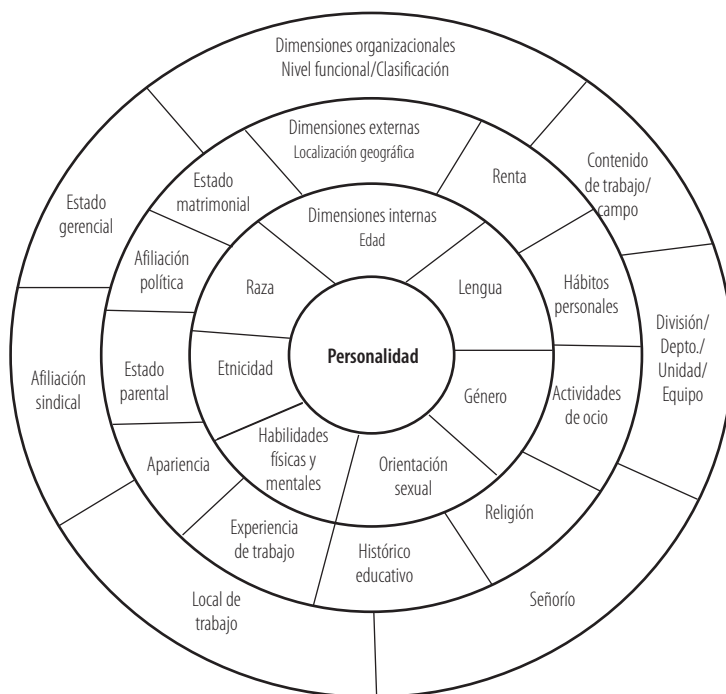 Dimensiones organizacionales
Nivel funcional/Clasificación
Contenido
de trabajo/
campo
División/
Depto./
Unidad/
Equipo
Señorío
Local de
trabajo
Afiliación
sindical
Estado
gerencial
Dimensiones externas
Localización geográfica
Renta
Hábitos
personales
Actividades
de ocio
Religión
Histórico
educativo
Experiencia
de trabajo
Apariencia
Estado
parental
Afiliación
política
Estado
matrimonial
Dimensiones internas
Edad
Lengua
Género
Orientación
sexual
Habilidades
físicas y
mentales
Etnicidad
Raza
Personalidad